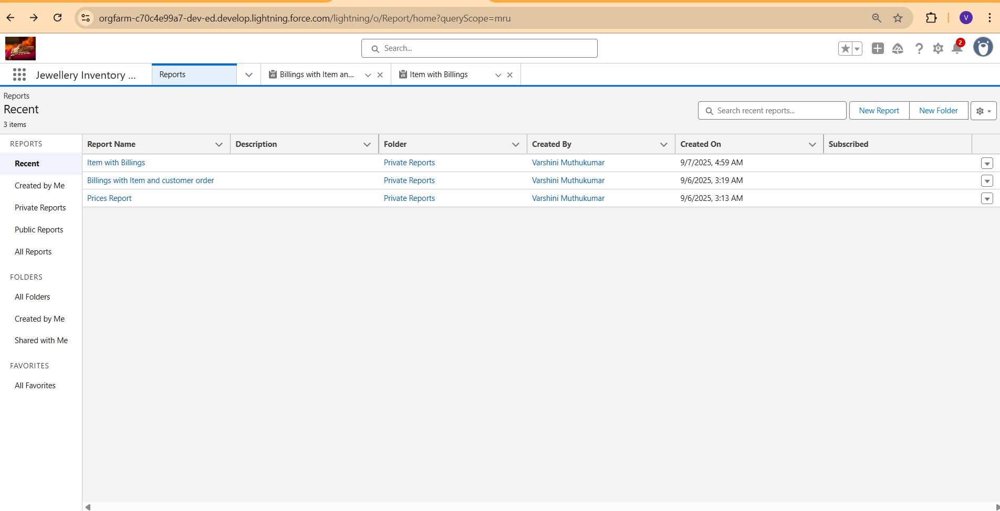 orgfarm-c70c4e99a7-dev-ed.develop.lightning.force.com/lightning/o/Report/home?queryScope=mru
V
Search...
2
Jewellery Inventory ...
Reports
Billings with Item an...
Item with Billings
Reports
Recent
3 items
Search recent reports...
New Report
New Folder
REPORTS
Recent
Created by Me
Private Reports
Public Reports
All Reports
FOLDERS
All Folders
Created by Me
Shared with Me
FAVORITES
All Favorites
Report Name Description Folder Created By Created On Subscribed
Item with Billings Private Reports Varshini Muthukumar 9/7/2025, 4:59 AM
Billings with Item and customer order Private Reports Varshini Muthukumar 9/6/2025, 3:19 AM
Prices Report Private Reports Varshini Muthukumar 9/6/2025, 3:13 AM